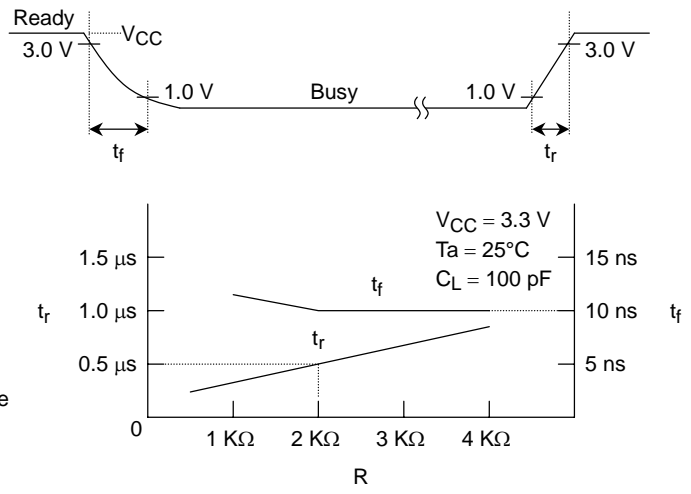 Ready
VCC
3.0 V
3.0 V
1.0 V
Busy
1.0 V
tf
tr
VCC = 3.3 V
Ta = 25°C
CL = 100 pF
1.5 µs
15 ns
tf
tr
1.0 µs
10 ns
tf
tr
0.5 µs
5 ns
e
0
1 KΩ
2 KΩ
3 KΩ
4 KΩ
R